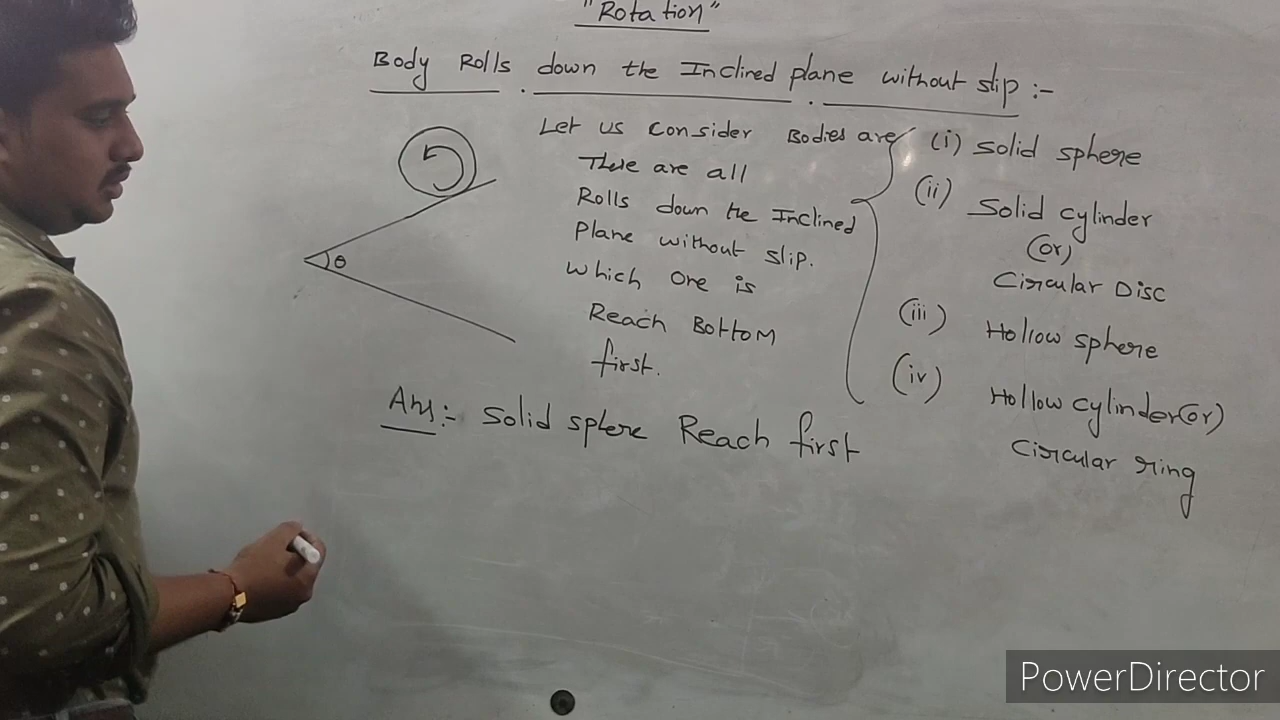 "Rotation"
Body Rolls down the Inclined plane without slip :-
Let us consider Bodies are
There are all
Rolls down the Inclined
Plane without slip.
which one is
Reach Bottom
first.
(i) Solid sphere
(ii) Solid cylinder
(or)
Circular Disc
(iii) Hollow sphere
(iv) Hollow cylinder (or)
Circular ring
θ
Ans :- Solid sphere Reach first
PowerDirector